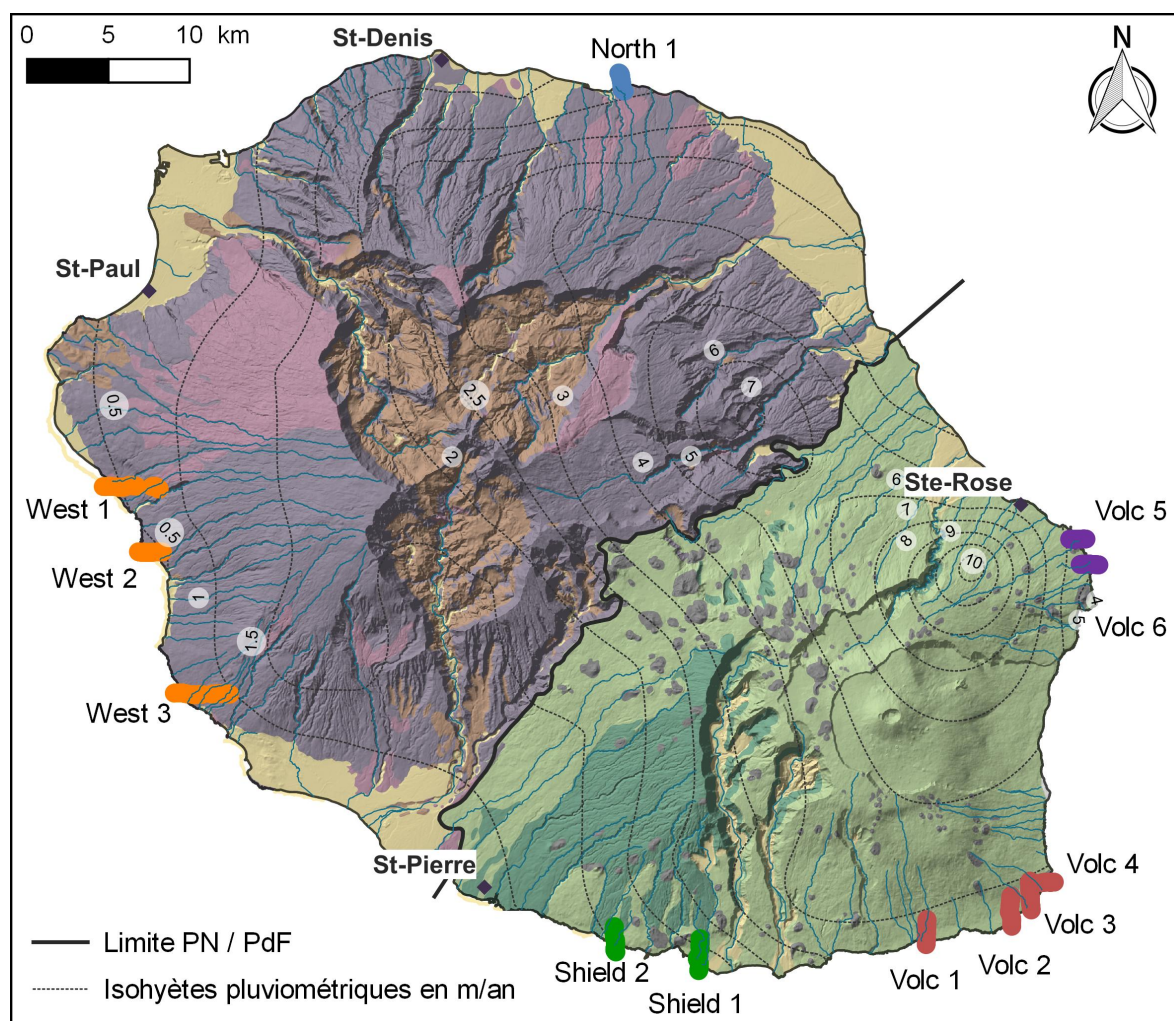 0 5 10 km
St-Denis
North 1
N
St-Paul
6
7
0.5
2.5
3
2
4
5
6
Ste-Rose
West 1
7
Volc 5
0.5
9
8
West 2
10
1
4
5
Volc 6
1.5
West 3
St-Pierre
Volc 4
Limite PN / PdF
Volc 3
Shield 2
Volc 2
Volc 1
Isohyètes pluviométriques en m/an
Shield 1